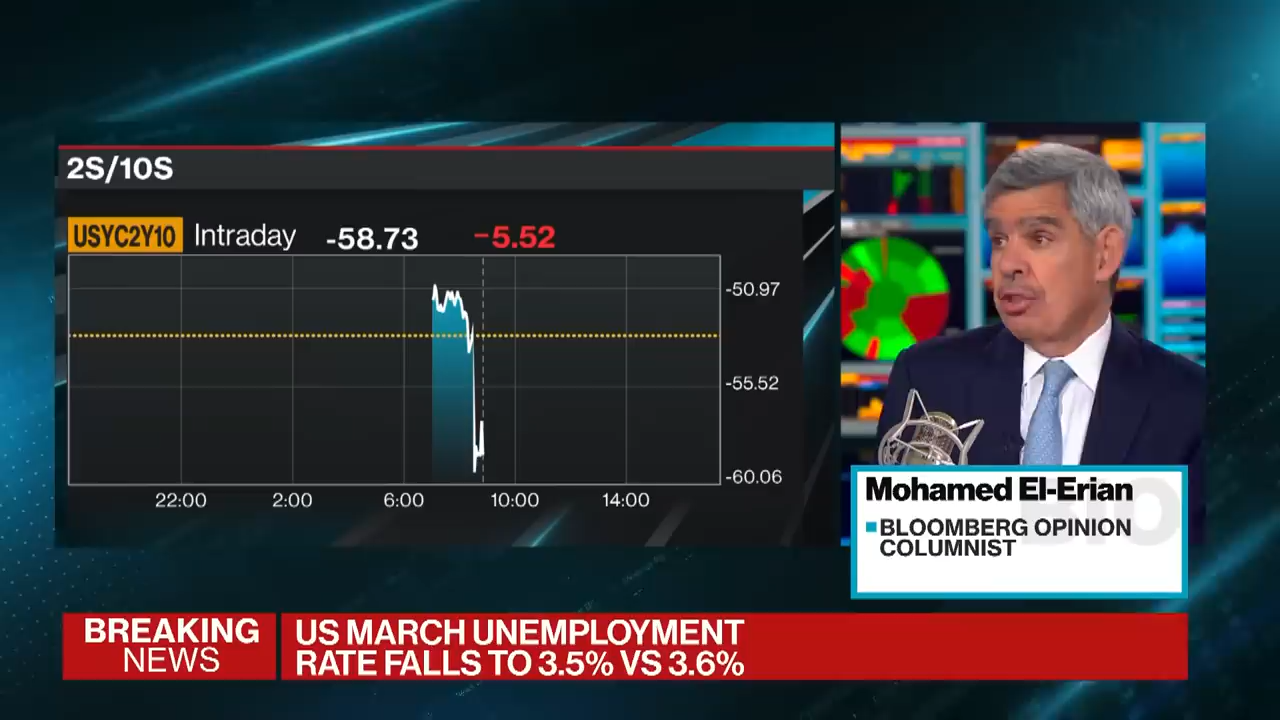 2S/10S
USYC2Y10 Intraday -58.73 -5.52
-50.97
-55.52
-60.06
22:00 2:00 6:00 10:00 14:00
Mohamed El-Erian
BIO
BLOOMBERG OPINION
COLUMNIST
BREAKING
NEWS
US MARCH UNEMPLOYMENT
RATE FALLS TO 3.5% VS 3.6%